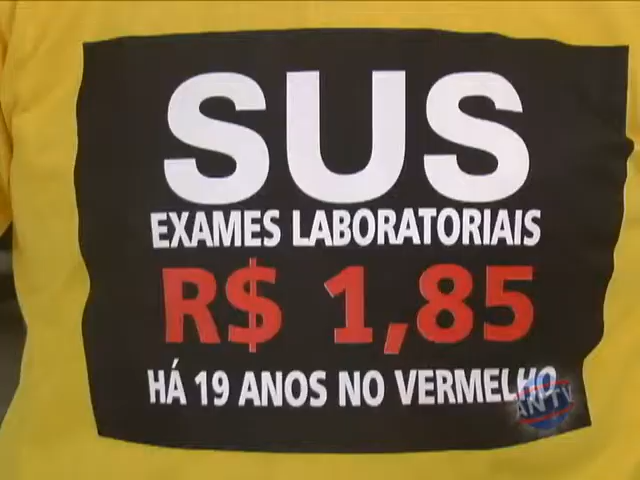 SUS
EXAMES LABORATORIAIS
R$ 1,85
HÁ 19 ANOS NO VERMELHO
ANTV